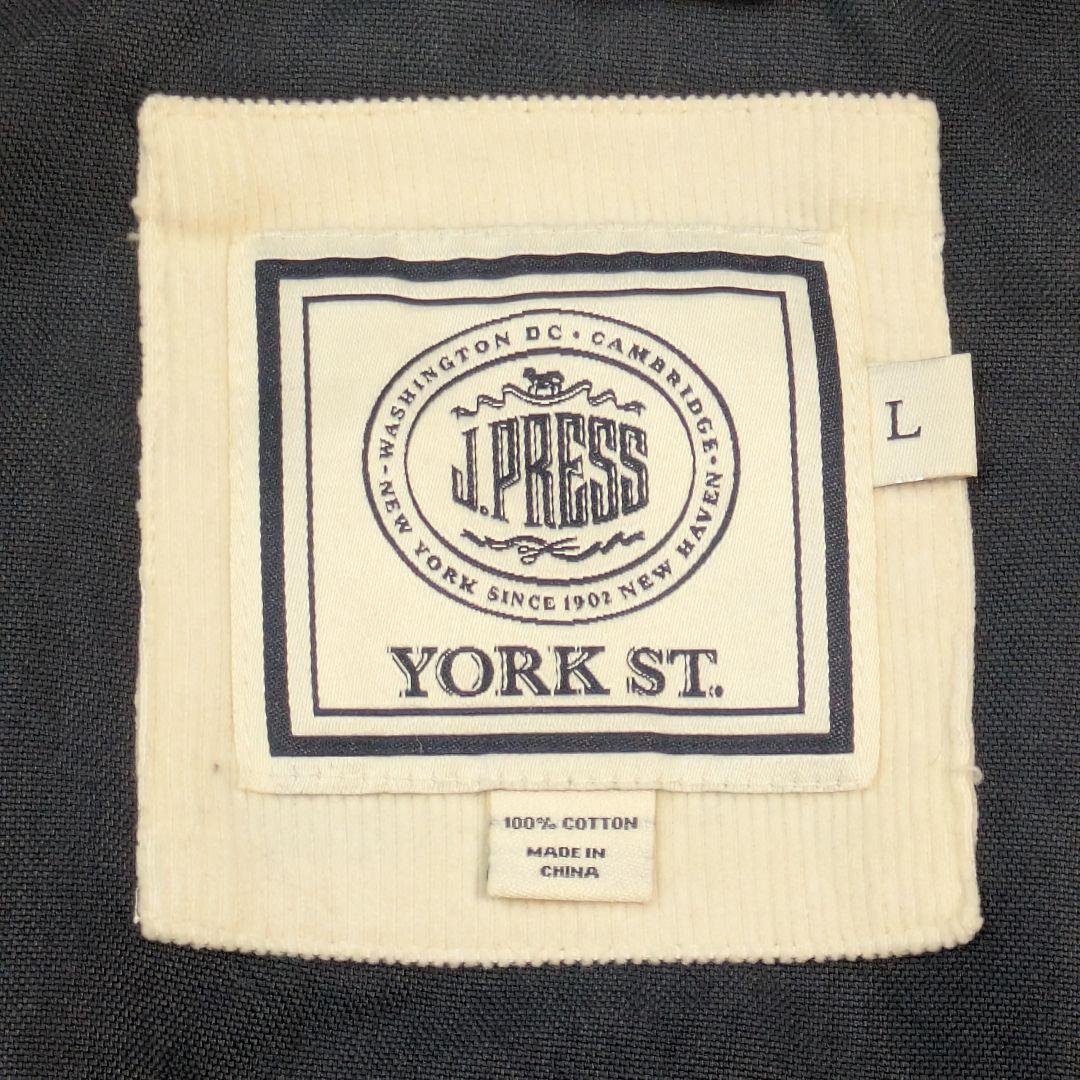 NEW YORK - WASHINGTON DC • CAMBRIDGE • NEW HAVEN
SINCE 1902
J.PRESS
YORK ST.
L
100% COTTON
MADE IN
CHINA